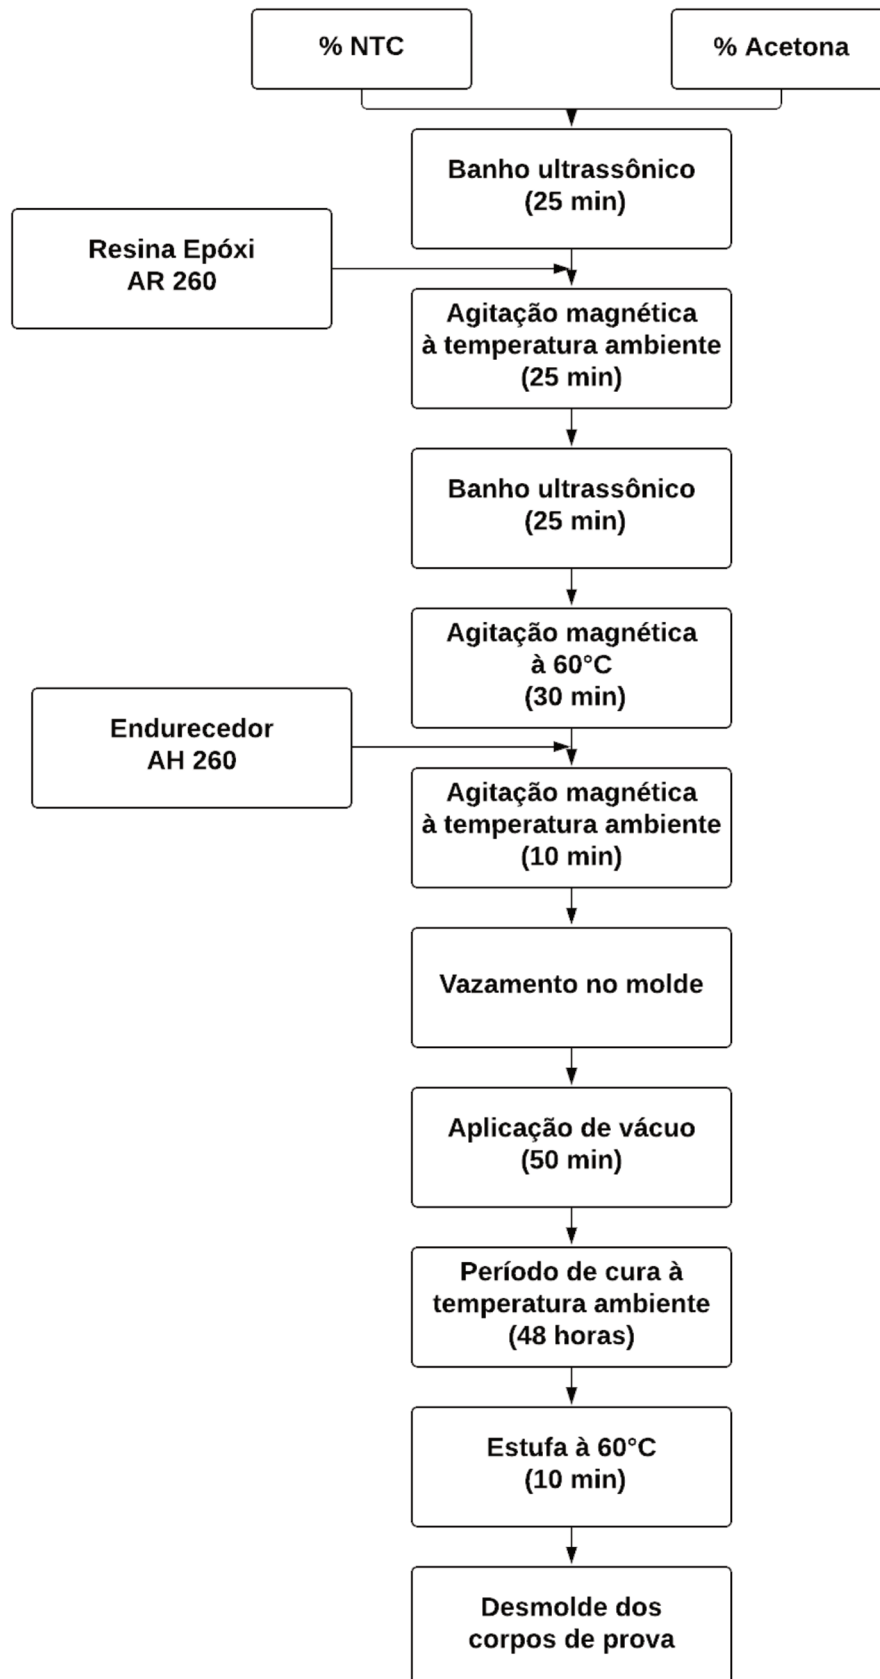 % NTC
% Acetona
Banho ultrassônico
(25 min)
Resina Epóxi
AR 260
Agitação magnética
à temperatura ambiente
(25 min)
Banho ultrassônico
(25 min)
Agitação magnética
à 60°C
(30 min)
Endurecedor
AH 260
Agitação magnética
à temperatura ambiente
(10 min)
Vazamento no molde
Aplicação de vácuo
(50 min)
Período de cura à
temperatura ambiente
(48 horas)
Estufa à 60°C
(10 min)
Desmolde dos
corpos de prova